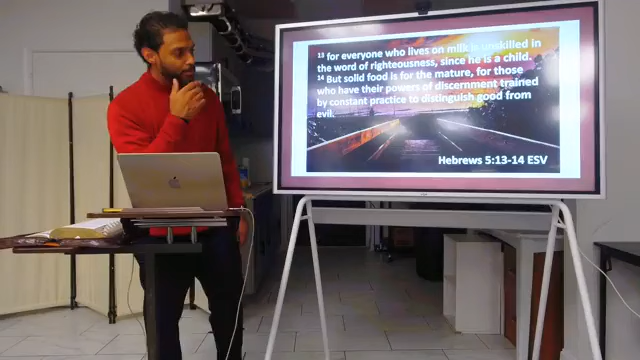 13 for everyone who lives on milk is unskilled in
the word of righteousness, since he is a child.
14 But solid food is for the mature, for those
who have their powers of discernment trained
by constant practice to distinguish good from
evil.
Hebrews 5:13-14 ESV